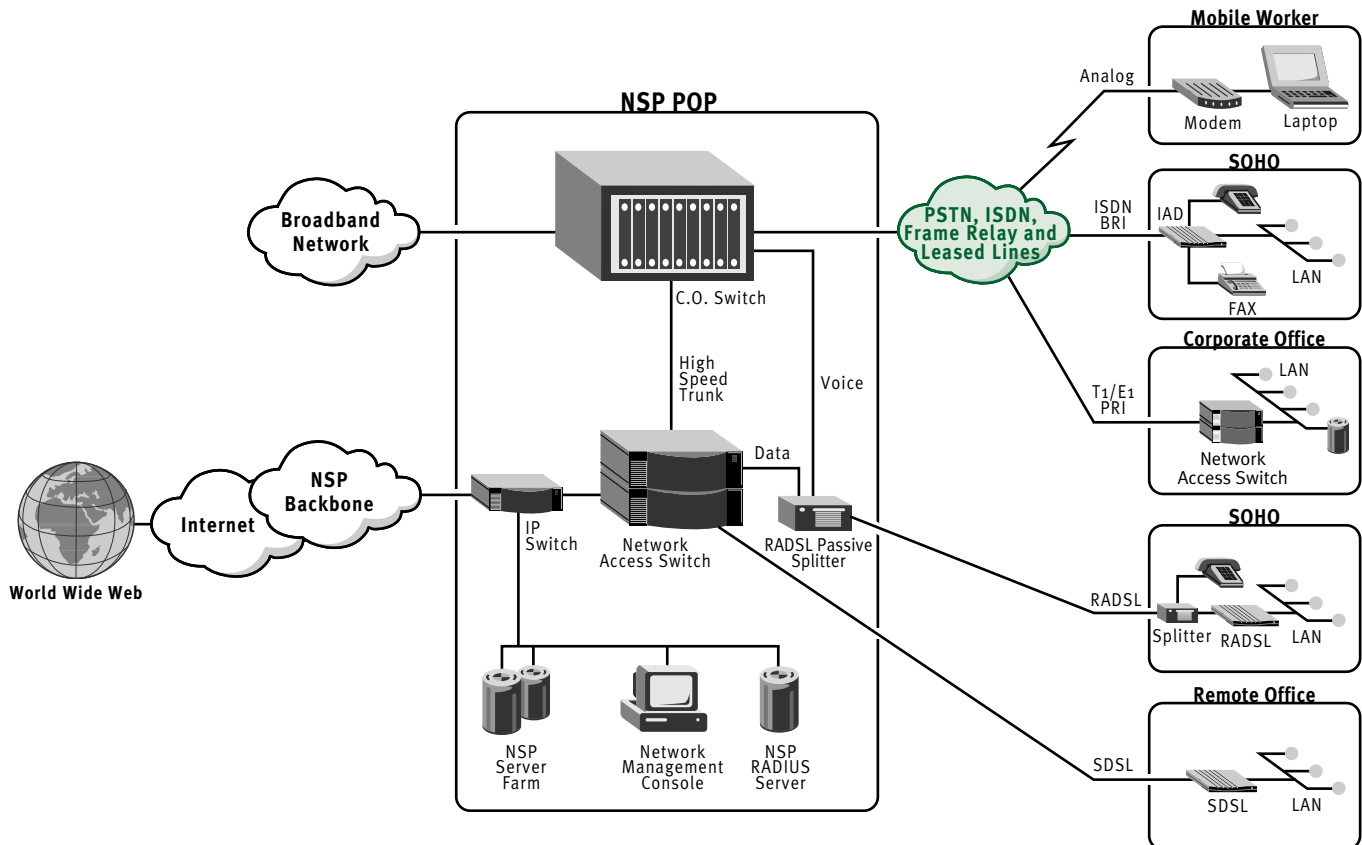 Mobile Worker
Analog
Modem
Laptop
NSP POP
SOHO
Broadband
Network
PSTN, ISDN,
Frame Relay and
Leased Lines
ISDN
BRI
IAD
LAN
FAX
C.O. Switch
Corporate Office
High
Speed
Trunk
Voice
LAN
T1/E1
PRI
Network
Access Switch
Data
NSP
Backbone
Internet
IP
Switch
Network
Access Switch
RADSL Passive
Splitter
World Wide Web
SOHO
RADSL
Splitter
RADSL
LAN
Remote Office
NSP
Server
Farm
Network
Management
Console
NSP
RADIUS
Server
SDSL
SDSL
LAN